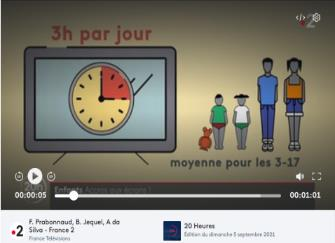 3h par jour
moyenne pour les 3-17
Enfants Accros aux écrans !
00:00:05
00:01:01
F. Prabonnaud, B. Jequel, A da
Silva - France 2
France Télévisions
20 Heures
Édition du dimanche 5 septembre 2021